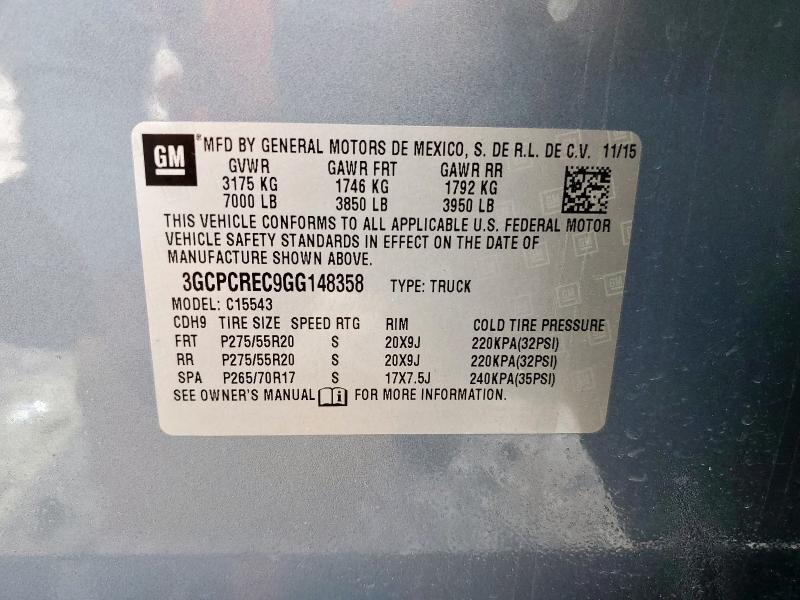 GM ® MFD BY GENERAL MOTORS DE MEXICO, S. DE R.L. DE C.V. 11/15
GVWR GAWR FRT GAWR RR
3175 KG 1746 KG 1792 KG
7000 LB 3850 LB 3950 LB
THIS VEHICLE CONFORMS TO ALL APPLICABLE U.S. FEDERAL MOTOR
VEHICLE SAFETY STANDARDS IN EFFECT ON THE DATE OF
MANUFACTURE SHOWN ABOVE.
3GCPCREC9GG148358 TYPE: TRUCK
MODEL: C15543
CDH9 TIRE SIZE SPEED RTG RIM COLD TIRE PRESSURE
FRT P275/55R20 S 20X9J 220KPA(32PSI)
RR P275/55R20 S 20X9J 220KPA(32PSI)
SPA P265/70R17 S 17X7.5J 240KPA(35PSI)
SEE OWNER'S MANUAL i FOR MORE INFORMATION.